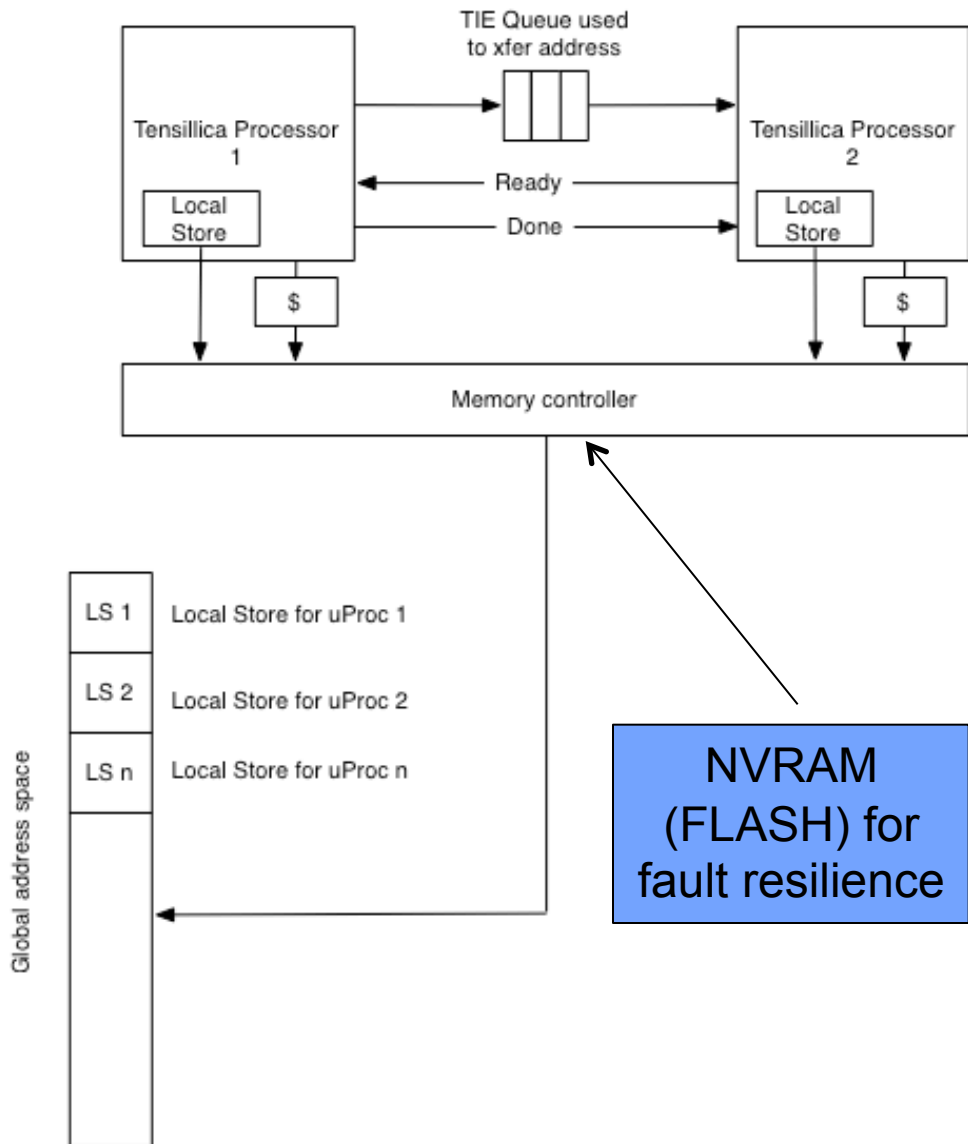 TIE Queue used
to xfer address
Tensillica Processor
1
Tensillica Processor
2
Ready
Done
Local
Store
Local
Store
$
$
Memory controller
LS 1
Local Store for uProc 1
LS 2
Local Store for uProc 2
LS n
Local Store for uProc n
Global address space
NVRAM
(FLASH) for
fault resilience